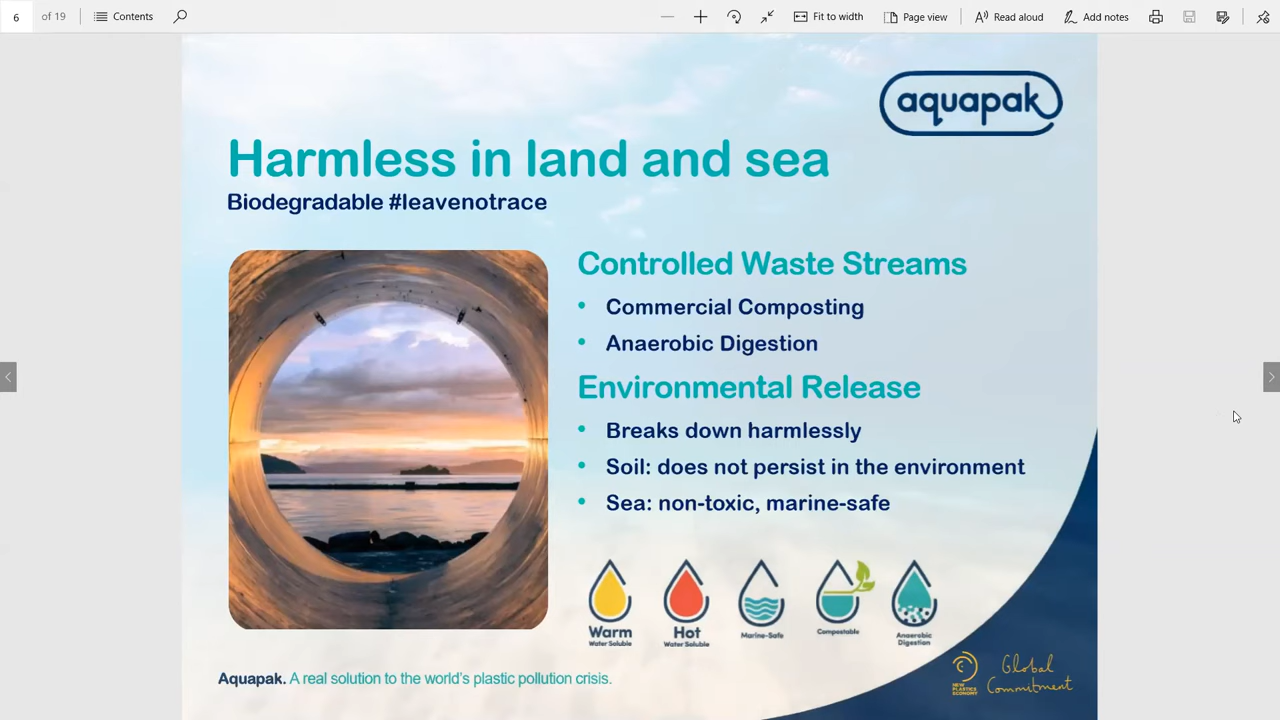 6 of 19 Contents Fit to width Page view Read aloud Add notes
aquapak
Harmless in land and sea
Biodegradable #leavenotrace
Controlled Waste Streams
• Commercial Composting
• Anaerobic Digestion
Environmental Release
• Breaks down harmlessly
• Soil: does not persist in the environment
• Sea: non-toxic, marine-safe
Warm
Water Soluble
Hot
Water Soluble
Marine-Safe
Compostable
Anaerobic
Digestion
Aquapak. A real solution to the world's plastic pollution crisis.
NEW
PLASTICS
ECONOMY
Global
Commitment